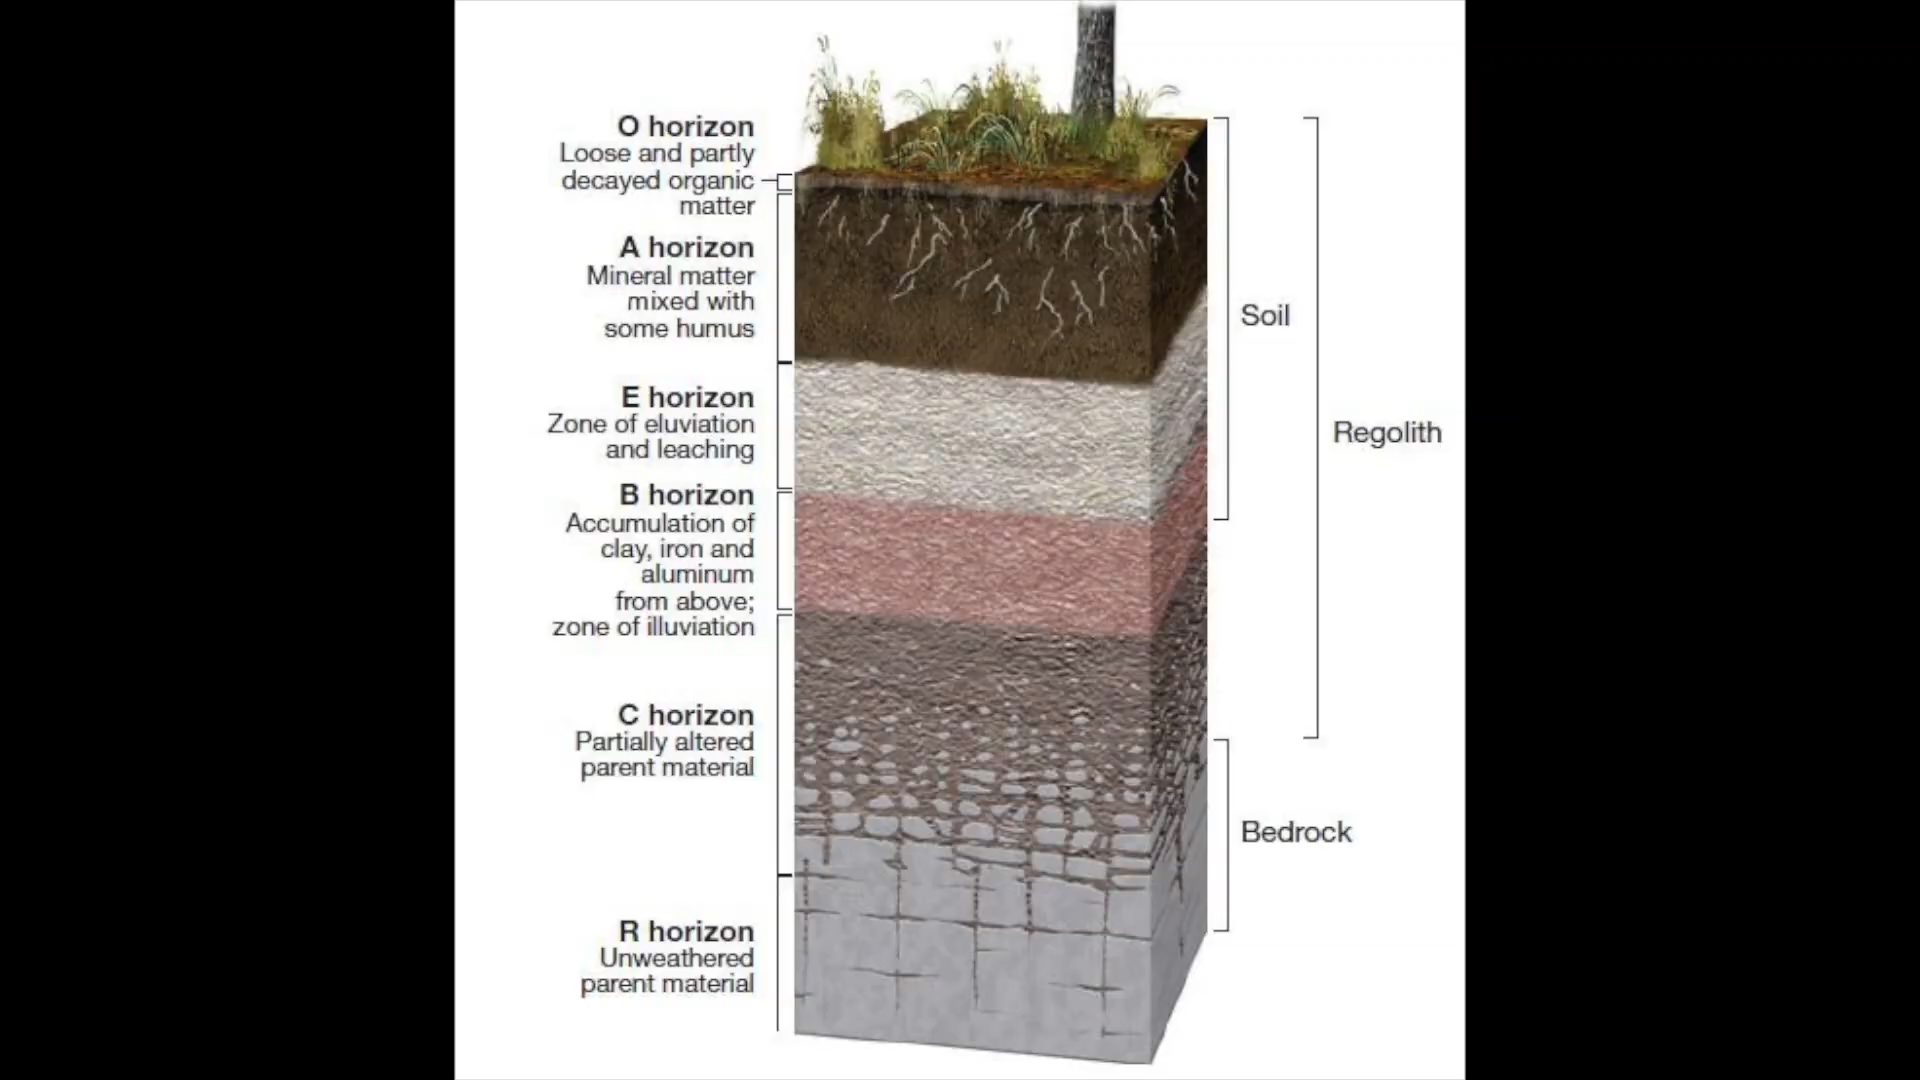 O horizon
Loose and partly
decayed organic
matter
A horizon
Mineral matter
mixed with
some humus
E horizon
Zone of eluviation
and leaching
B horizon
Accumulation of
clay, iron and
aluminum
from above;
zone of illuviation
C horizon
Partially altered
parent material
R horizon
Unweathered
parent material
Soil
Regolith
Bedrock